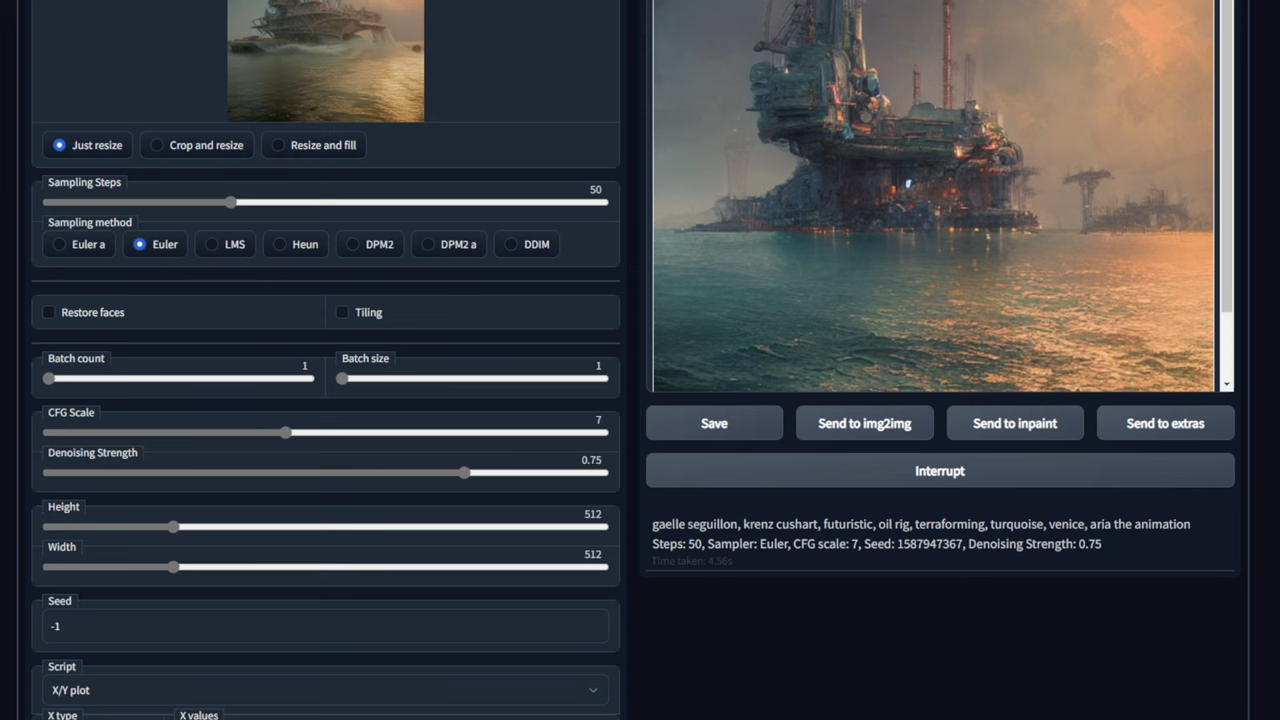 Just resize
Crop and resize
Resize and fill
Sampling Steps
50
Sampling method
Euler a
Euler
LMS
Heun
DPM2
DPM2 a
DDIM
Restore faces
Tiling
Batch count
1
Batch size
1
CFG Scale
7
Denoising Strength
0.75
Height
512
Width
512
Seed
-1
Script
X/Y plot
X type
X values
Save
Send to img2img
Send to inpaint
Send to extras
Interrupt
gaelle seguillon, krenz cushart, futuristic, oil rig, terraforming, turquoise, venice, aria the animation
Steps: 50, Sampler: Euler, CFG scale: 7, Seed: 1587947367, Denoising Strength: 0.75
Time taken: 4.56s